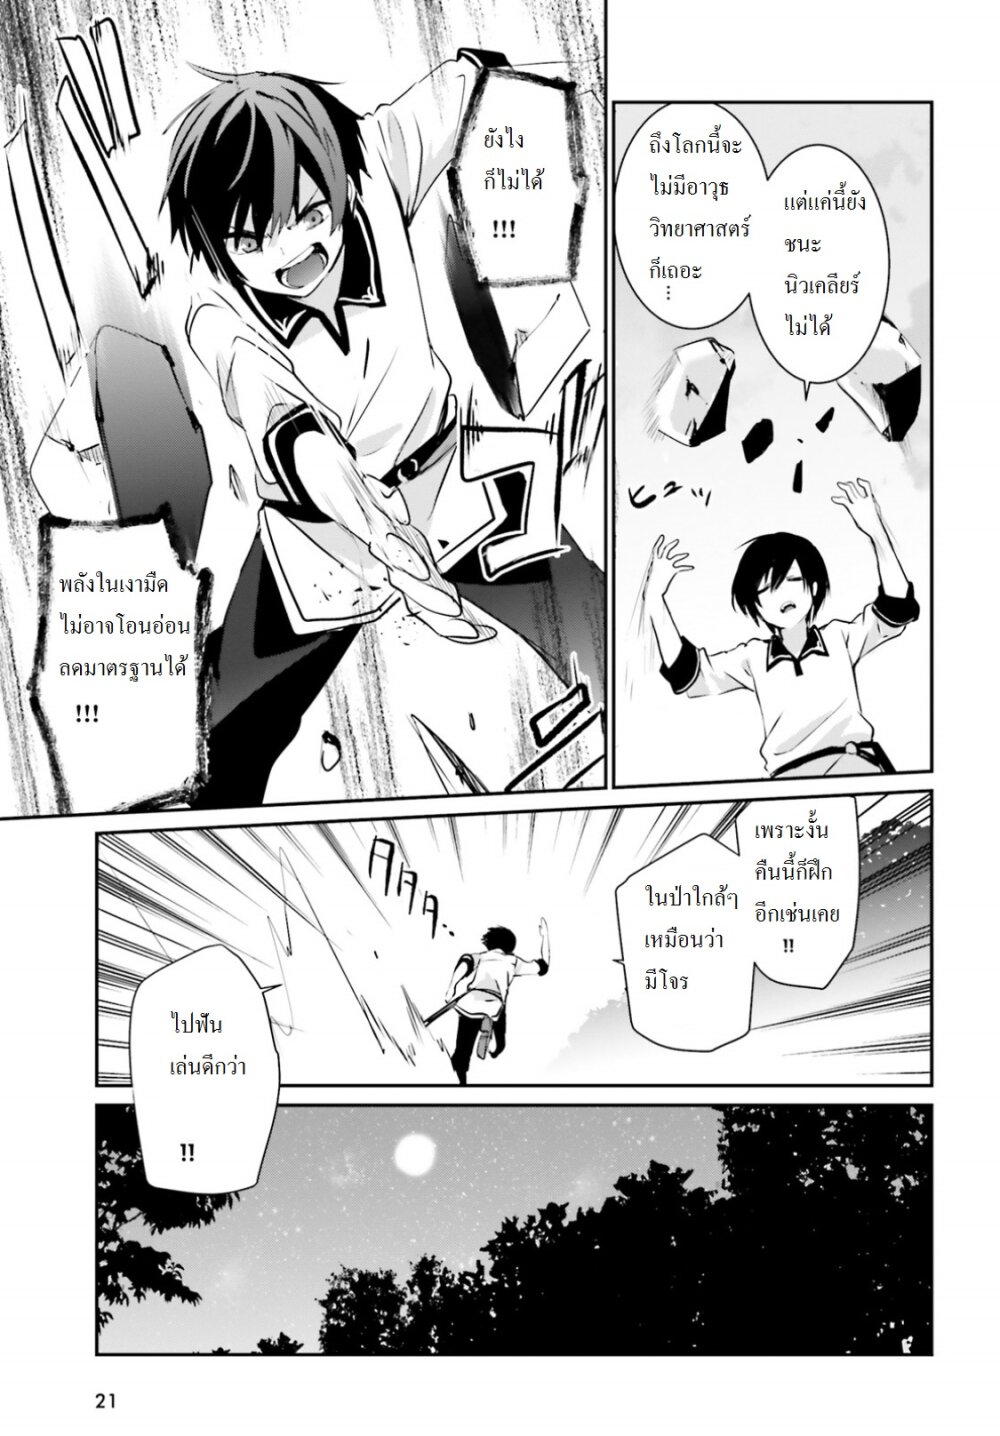 แต่แค่นี้ยัง
ชนะ
นิวเคลียร์
ไม่ได้
ถึงโลกนี้จะ
ไม่มีอาวุธ
วิทยาศาสตร์
ก็เถอะ
...
ヒュッ
ยังไง
ก็ไม่ได้
!!!
พลังในเงามืด
ไม่อาจโอนอ่อน
ลดมาตรฐานได้
!!!
เพราะงั้น
คืนนี้ก็ฝึก
อีกเช่นเคย
!!
ในป่าใกล้ๆ
เหมือนว่า
มีโจร
ไปฟัน
เล่นดีกว่า
!!
21